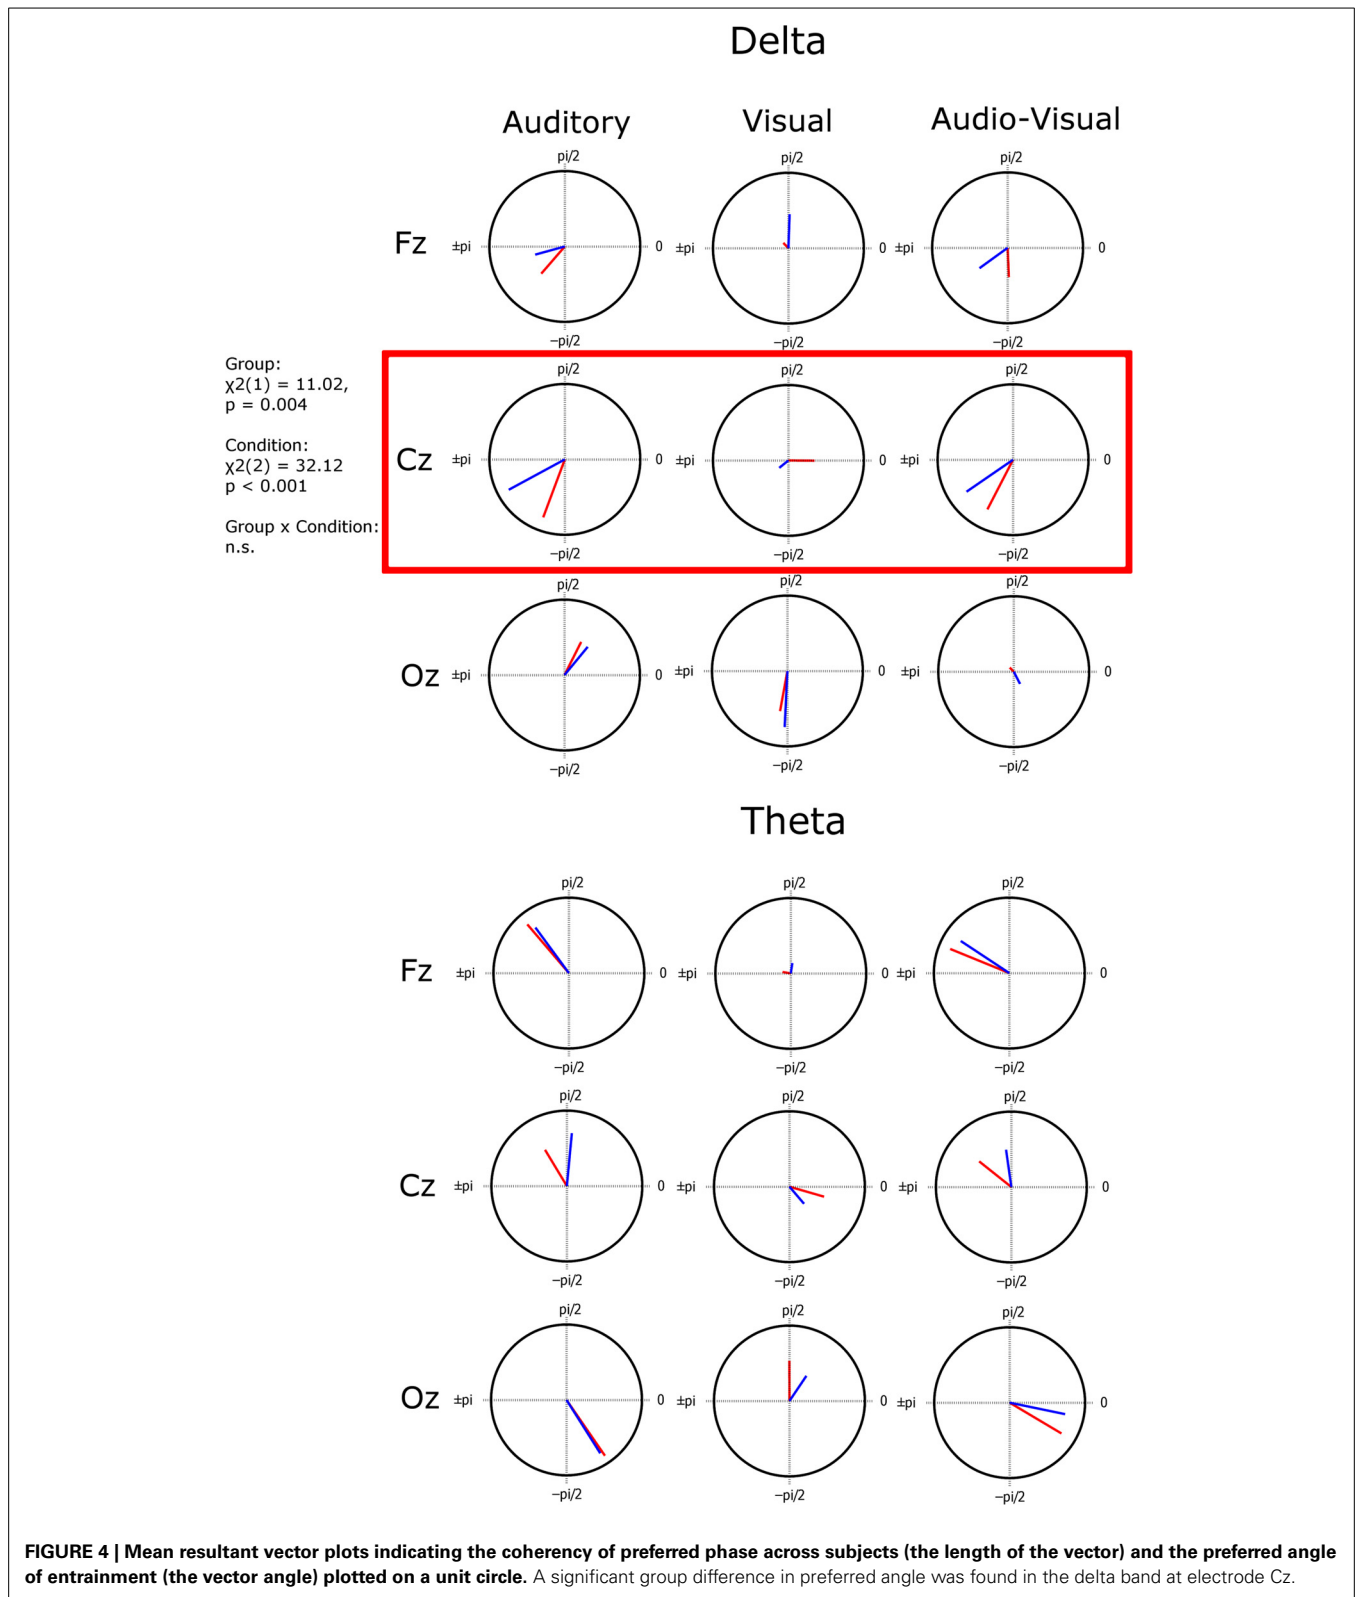 Delta
Auditory Visual Audio-Visual
pi/2 pi/2 pi/2
Fz ±pi 0 ±pi 0 ±pi 0
−pi/2 −pi/2 −pi/2
Group:
χ2(1) = 11.02,
p = 0.004
Condition:
χ2(2) = 32.12
p < 0.001
Group x Condition:
n.s.
pi/2 pi/2 pi/2
Cz ±pi 0 ±pi 0 ±pi 0
−pi/2 −pi/2 −pi/2
pi/2 pi/2 pi/2
Oz ±pi 0 ±pi 0 ±pi 0
−pi/2 −pi/2 −pi/2
Theta
pi/2 pi/2 pi/2
Fz ±pi 0 ±pi 0 ±pi 0
−pi/2 −pi/2 −pi/2
pi/2 pi/2 pi/2
Cz ±pi 0 ±pi 0 ±pi 0
−pi/2 −pi/2 −pi/2
pi/2 pi/2 pi/2
Oz ±pi 0 ±pi 0 ±pi 0
−pi/2 −pi/2 −pi/2
FIGURE 4 | Mean resultant vector plots indicating the coherency of preferred phase across subjects (the length of the vector) and the preferred angle
of entrainment (the vector angle) plotted on a unit circle. A significant group difference in preferred angle was found in the delta band at electrode Cz.